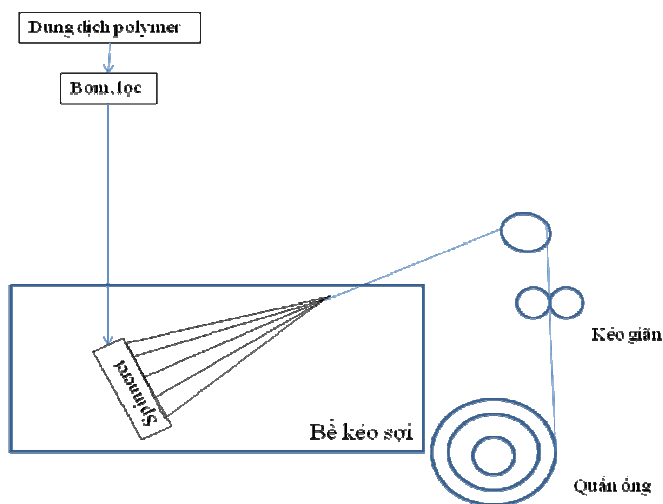 Dung dịch polymer
Bơm, lọc
Spinneret
Bể kéo sợi
Kéo giãn
Quấn ống